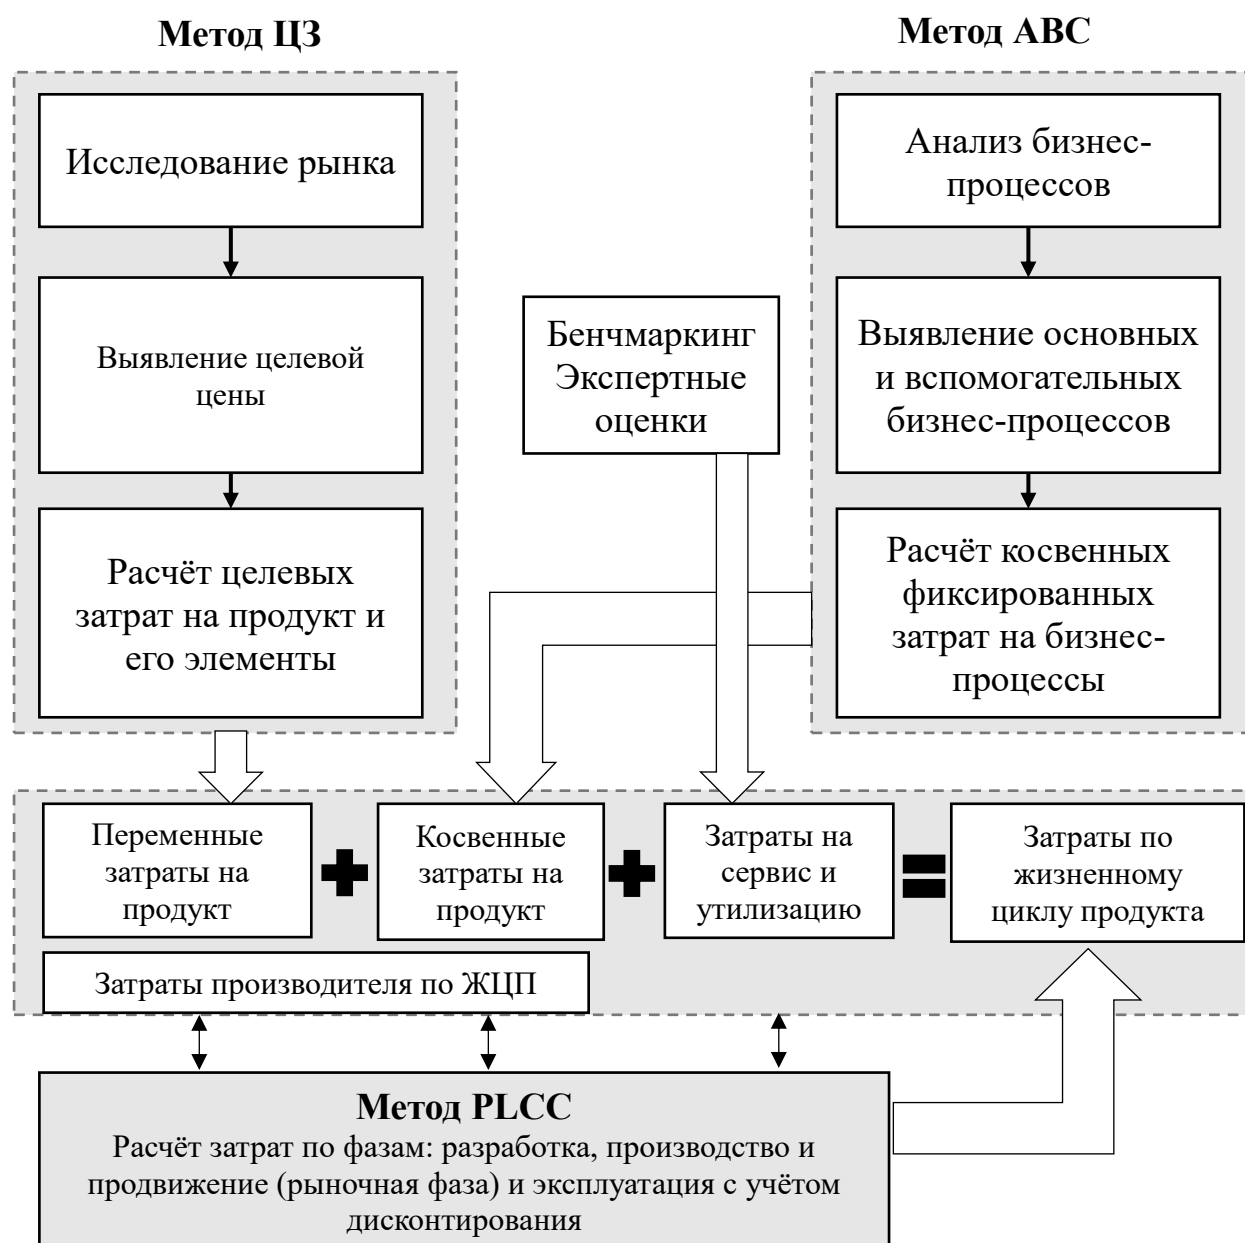 Метод ЦЗ
Метод ABC
Исследование рынка
Выявление целевой
цены
Расчёт целевых
затрат на продукт и
его элементы
Бенчмаркинг
Экспертные
оценки
Анализ бизнес-
процессов
Выявление основных
и вспомогательных
бизнес-процессов
Расчёт косвенных
фиксированных
затрат на бизнес-
процессы
Переменные
затраты на
продукт
Косвенные
затраты на
продукт
Затраты на
сервис и
утилизацию
Затраты по
жизненному
циклу продукта
Затраты производителя по ЖЦП
Метод PLCC
Расчёт затрат по фазам: разработка, производство и
продвижение (рыночная фаза) и эксплуатация с учётом
дисконтирования